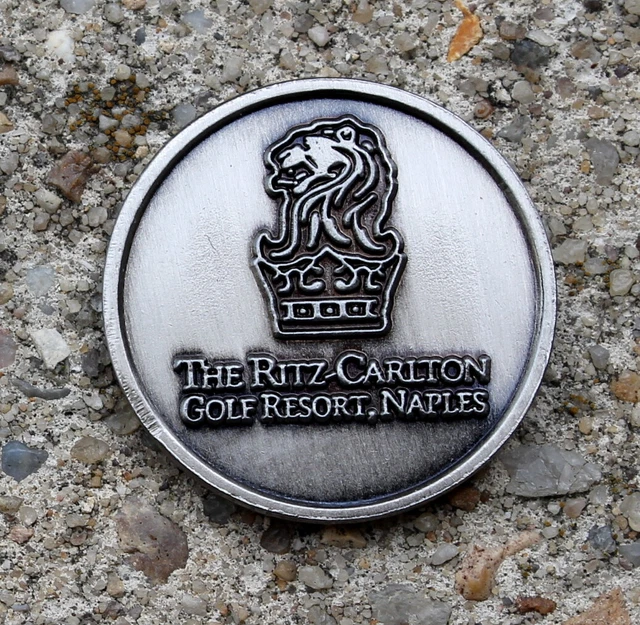 THE RITZ-CARLTON
GOLF RESORT, NAPLES